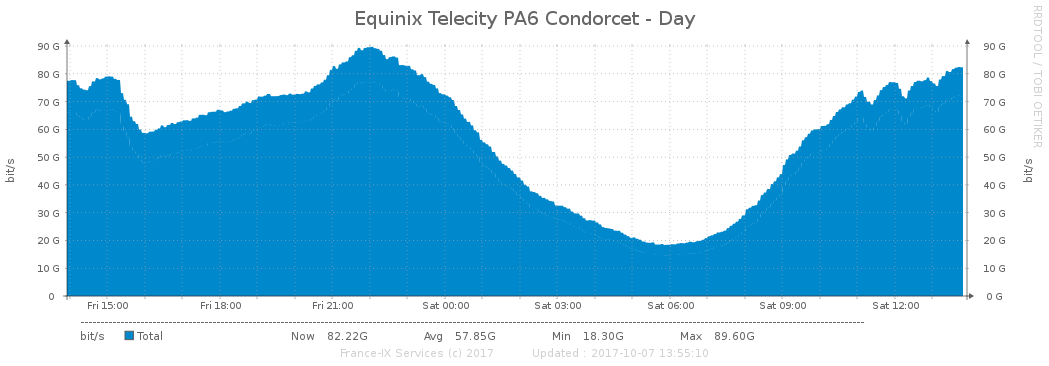 Equinix Telecity PA6 Condorcet - Day
RRDTOOL / TOBI OETIKER
90 G 90 G
80 G 80 G
70 G 70 G
60 G 60 G
50 G 50 G
40 G 40 G
30 G 30 G
20 G 20 G
10 G 10 G
0 0 G
bit/s bit/s
Fri 15:00 Fri 18:00 Fri 21:00 Sat 00:00 Sat 03:00 Sat 06:00 Sat 09:00 Sat 12:00
bit/s Total Now 82.22G Avg 57.85G Min 18.30G Max 89.60G
France-IX Services (c) 2017 Updated : 2017-10-07 13:55:10